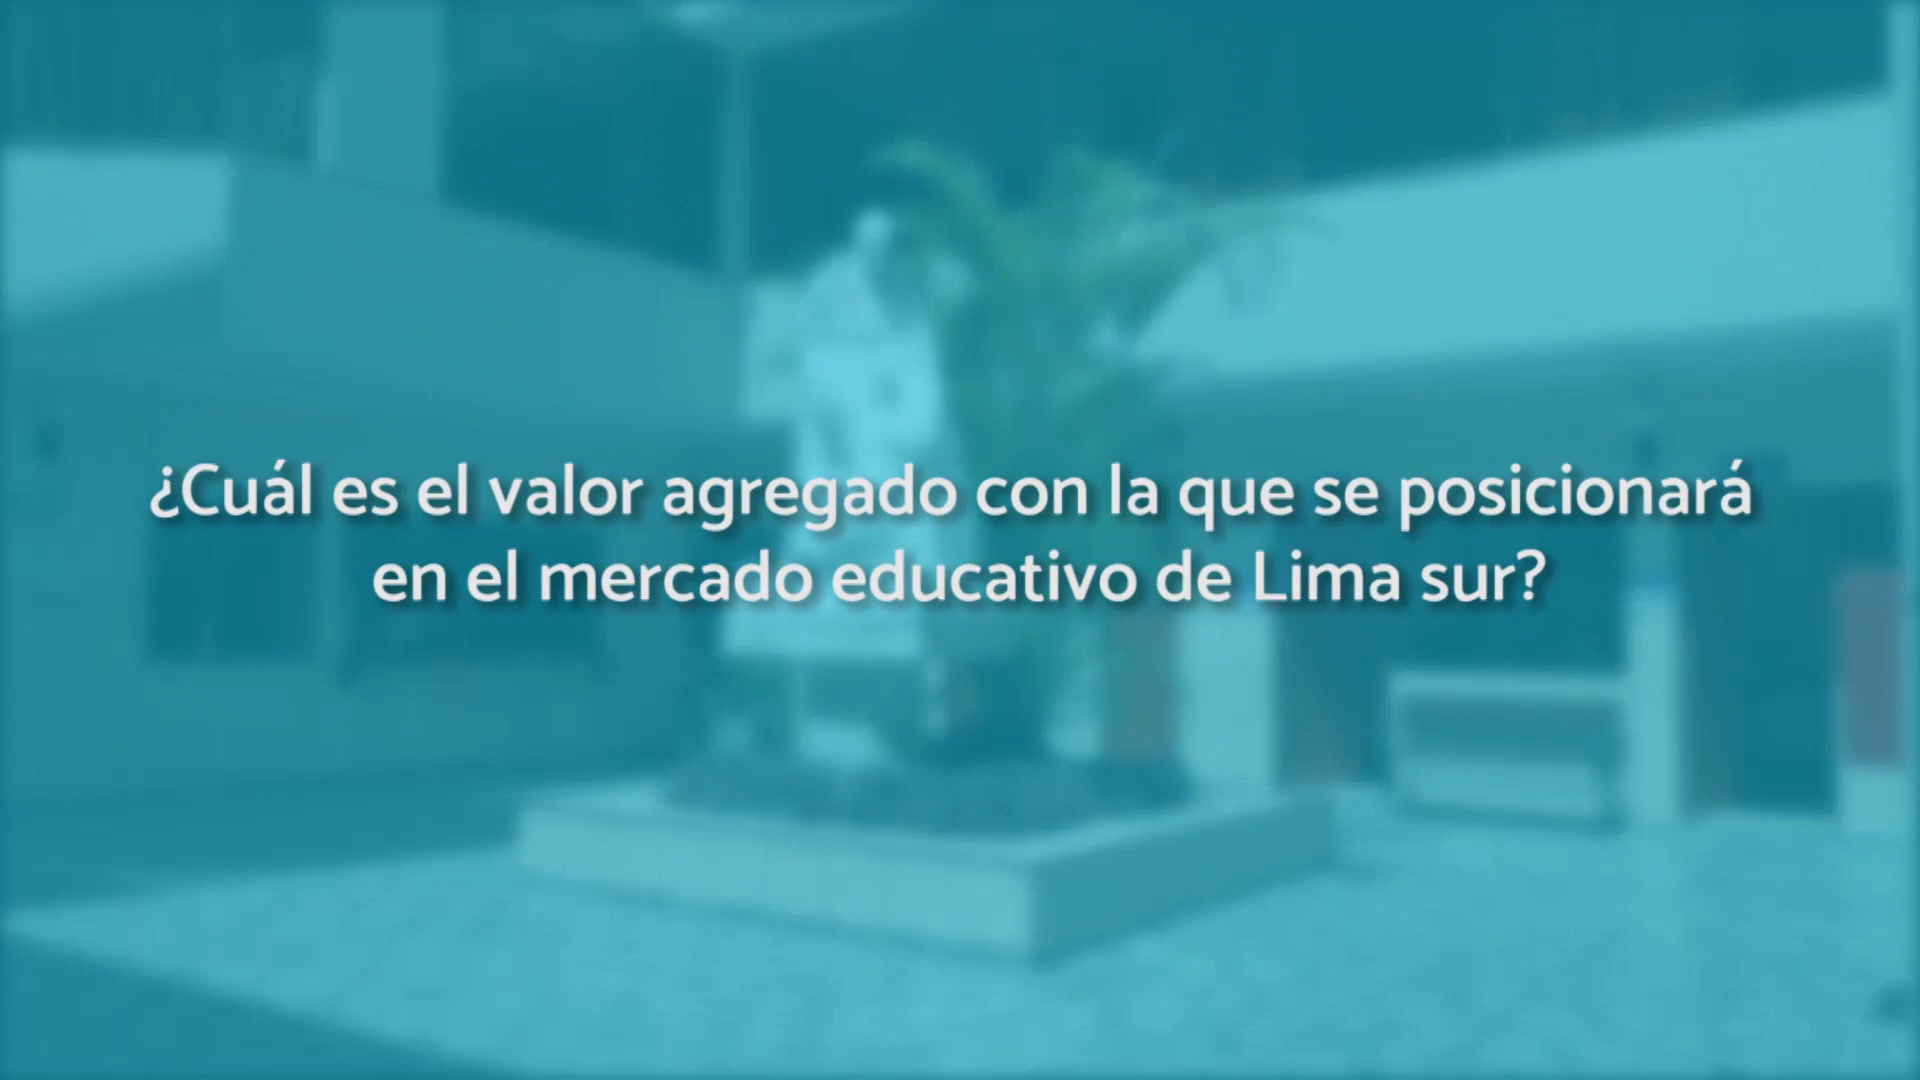 ¿Cuál es el valor agregado con la que se posicionará
en el mercado educativo de Lima sur?